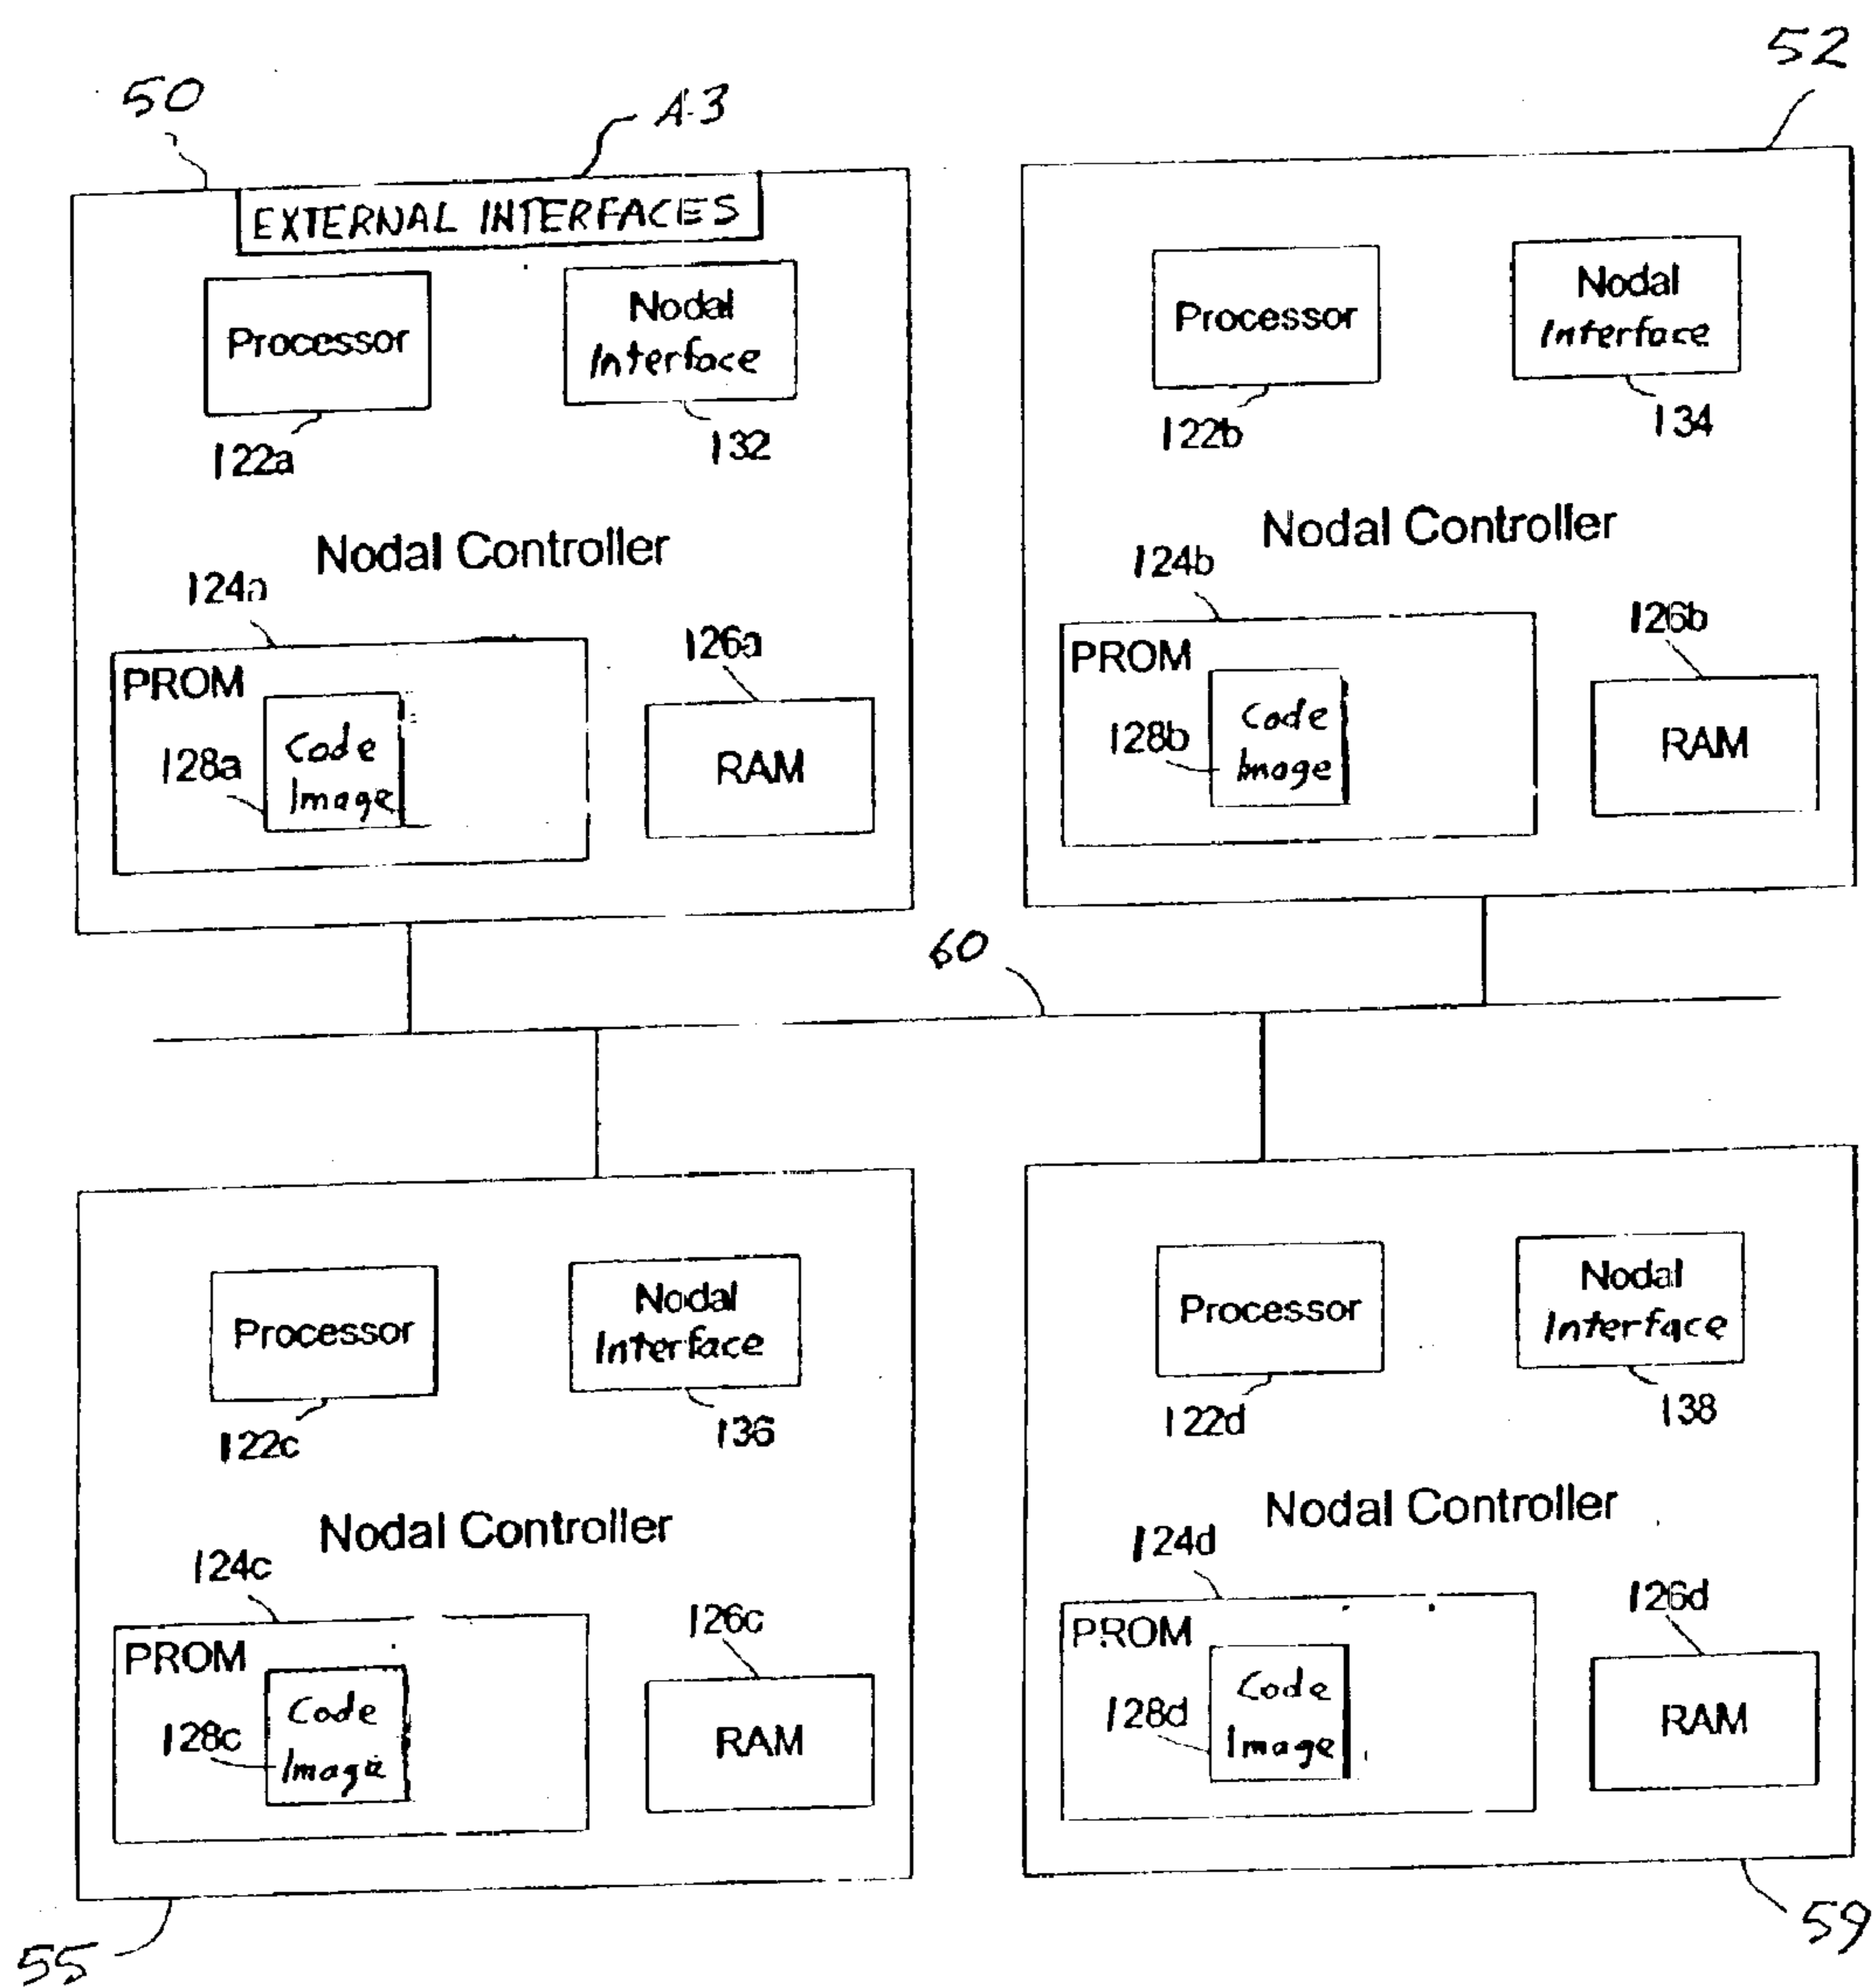 50
A-3
52
EXTERNAL INTERFACES
Processor
Nodal
Interface
122a
132
Nodal Controller
124a
PROM
Code
Image
128a
126a
RAM
Processor
Nodal
Interface
122b
134
Nodal Controller
124b
PROM
Code
Image
128b
126b
RAM
60
Processor
Nodal
Interface
122c
136
Nodal Controller
124c
PROM
Code
Image
128c
126c
RAM
55
Processor
Nodal
Interface
122d
138
Nodal Controller
124d
PROM
Code
Image
128d
126d
RAM
59